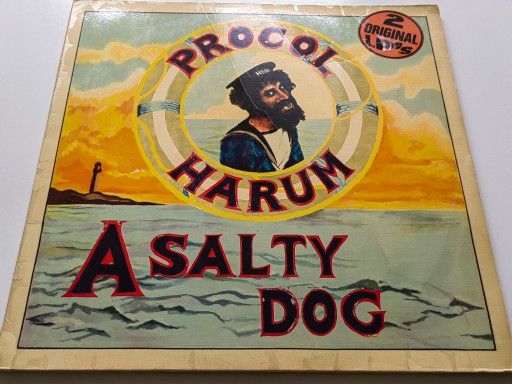 PROCOL
HARUM
A SALTY
DOG
2
ORIGINAL
LP's